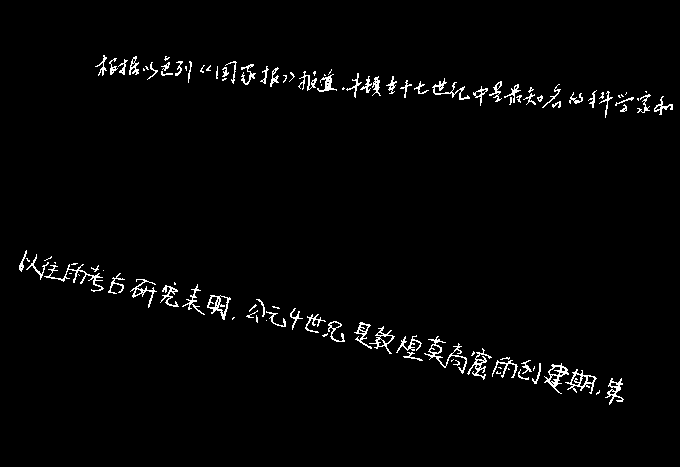 根据以色列《国家报》报道,牛顿在十七世纪中是最知名的科学家和
以往的考古研究表明,公元4世纪是敦煌莫高窟的创建期,第